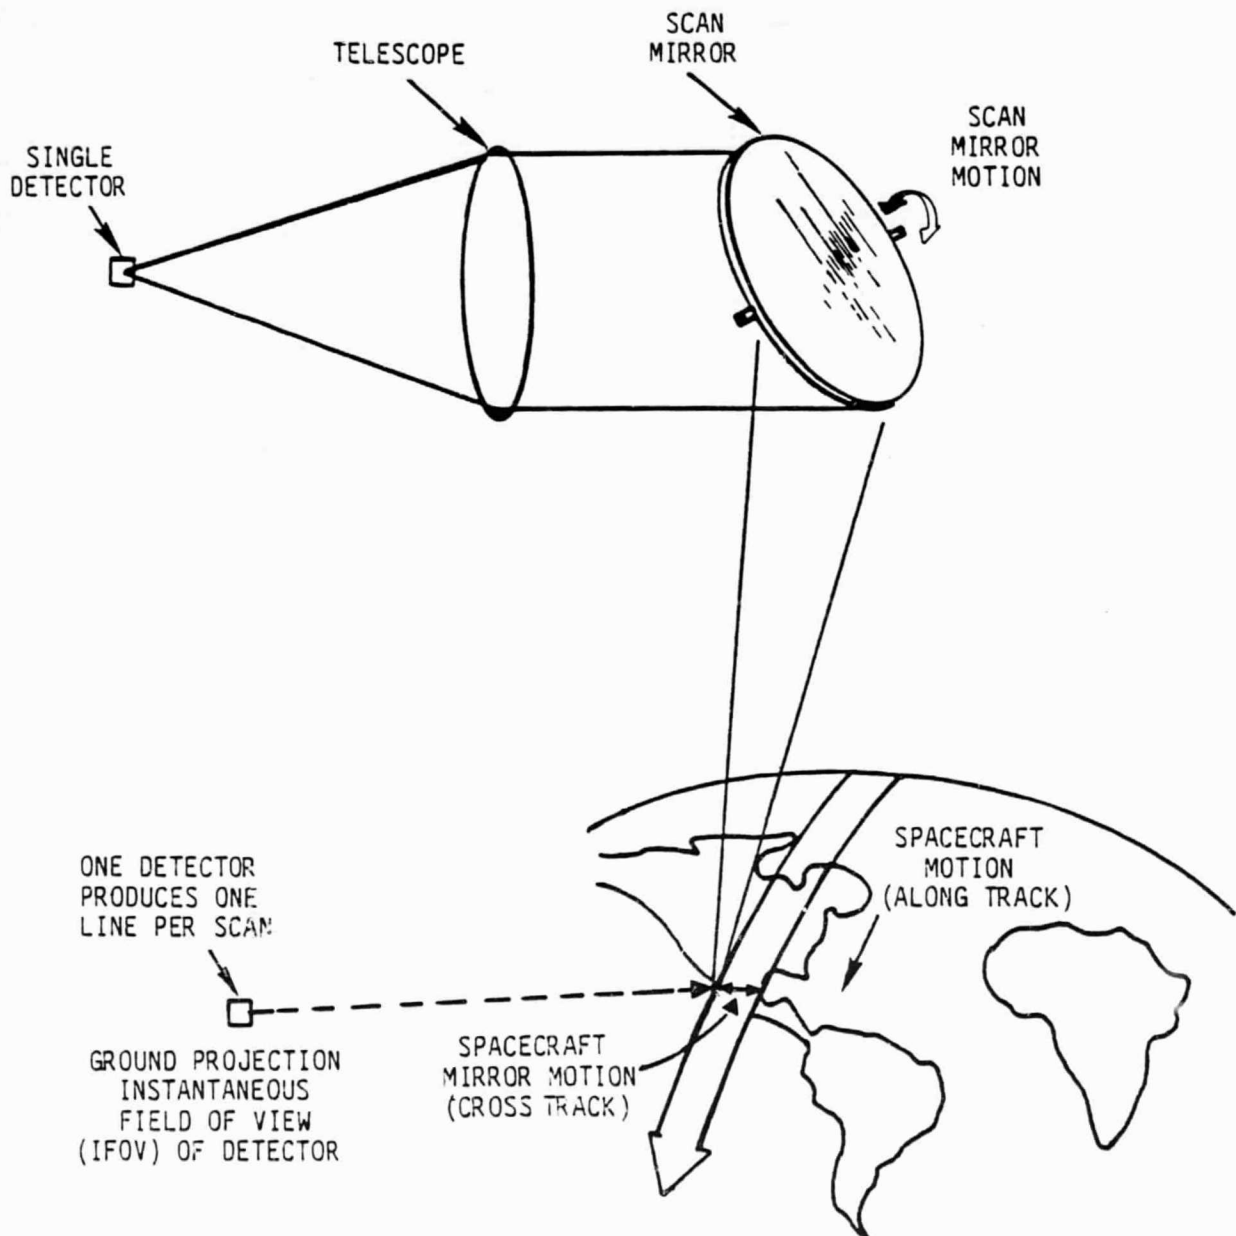 SCAN
MIRROR
TELESCOPE
SCAN
MIRROR
MOTION
SINGLE
DETECTOR
SPACECRAFT
MOTION
(ALONG TRACK)
ONE DETECTOR
PRODUCES ONE
LINE PER SCAN
GROUND PROJECTION
INSTANTANEOUS
FIELD OF VIEW
(IFOV) OF DETECTOR
SPACECRAFT
MIRROR MOTION
(CROSS TRACK)